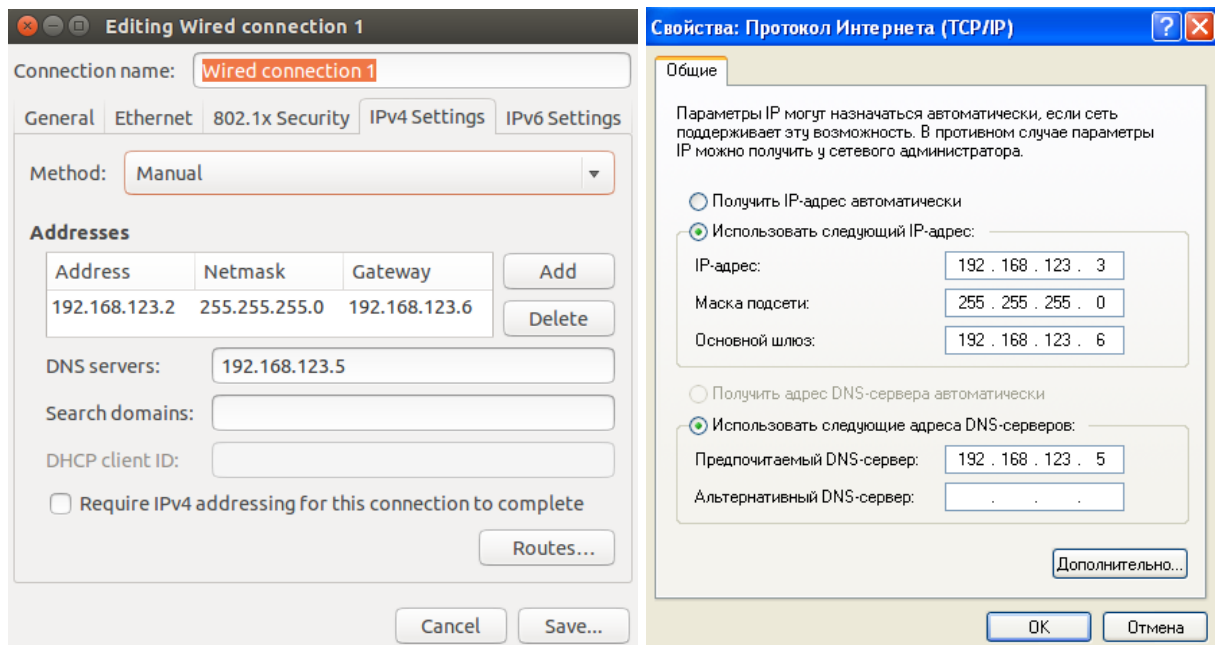 Editing Wired connection 1
Connection name: Wired connection 1
General Ethernet 802.1x Security IPv4 Settings IPv6 Settings
Method: Manual
Addresses
Address Netmask Gateway
192.168.123.2 255.255.255.0 192.168.123.6
Add
Delete
DNS servers: 192.168.123.5
Search domains:
DHCP client ID:
Require IPv4 addressing for this connection to complete
Routes...
Cancel Save...
Свойства: Протокол Интернета (TCP/IP)
Общие
Параметры IP могут назначаться автоматически, если сеть
поддерживает эту возможность. В противном случае параметры
IP можно получить у сетевого администратора.
Получить IP-адрес автоматически
Использовать следующий IP-адрес:
IP-адрес: 192 . 168 . 123 . 3
Маска подсети: 255 . 255 . 255 . 0
Основной шлюз: 192 . 168 . 123 . 6
Получить адрес DNS-сервера автоматически
Использовать следующие адреса DNS-серверов:
Предпочитаемый DNS-сервер: 192 . 168 . 123 . 5
Альтернативный DNS-сервер: . . .
Дополнительно...
OK Отмена